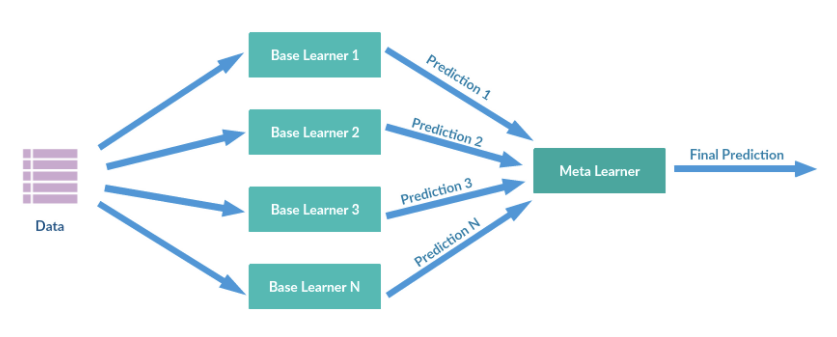 Data
Base Learner 1
Base Learner 2
Base Learner 3
Base Learner N
Prediction 1
Prediction 2
Prediction 3
Prediction N
Meta Learner
Final Prediction